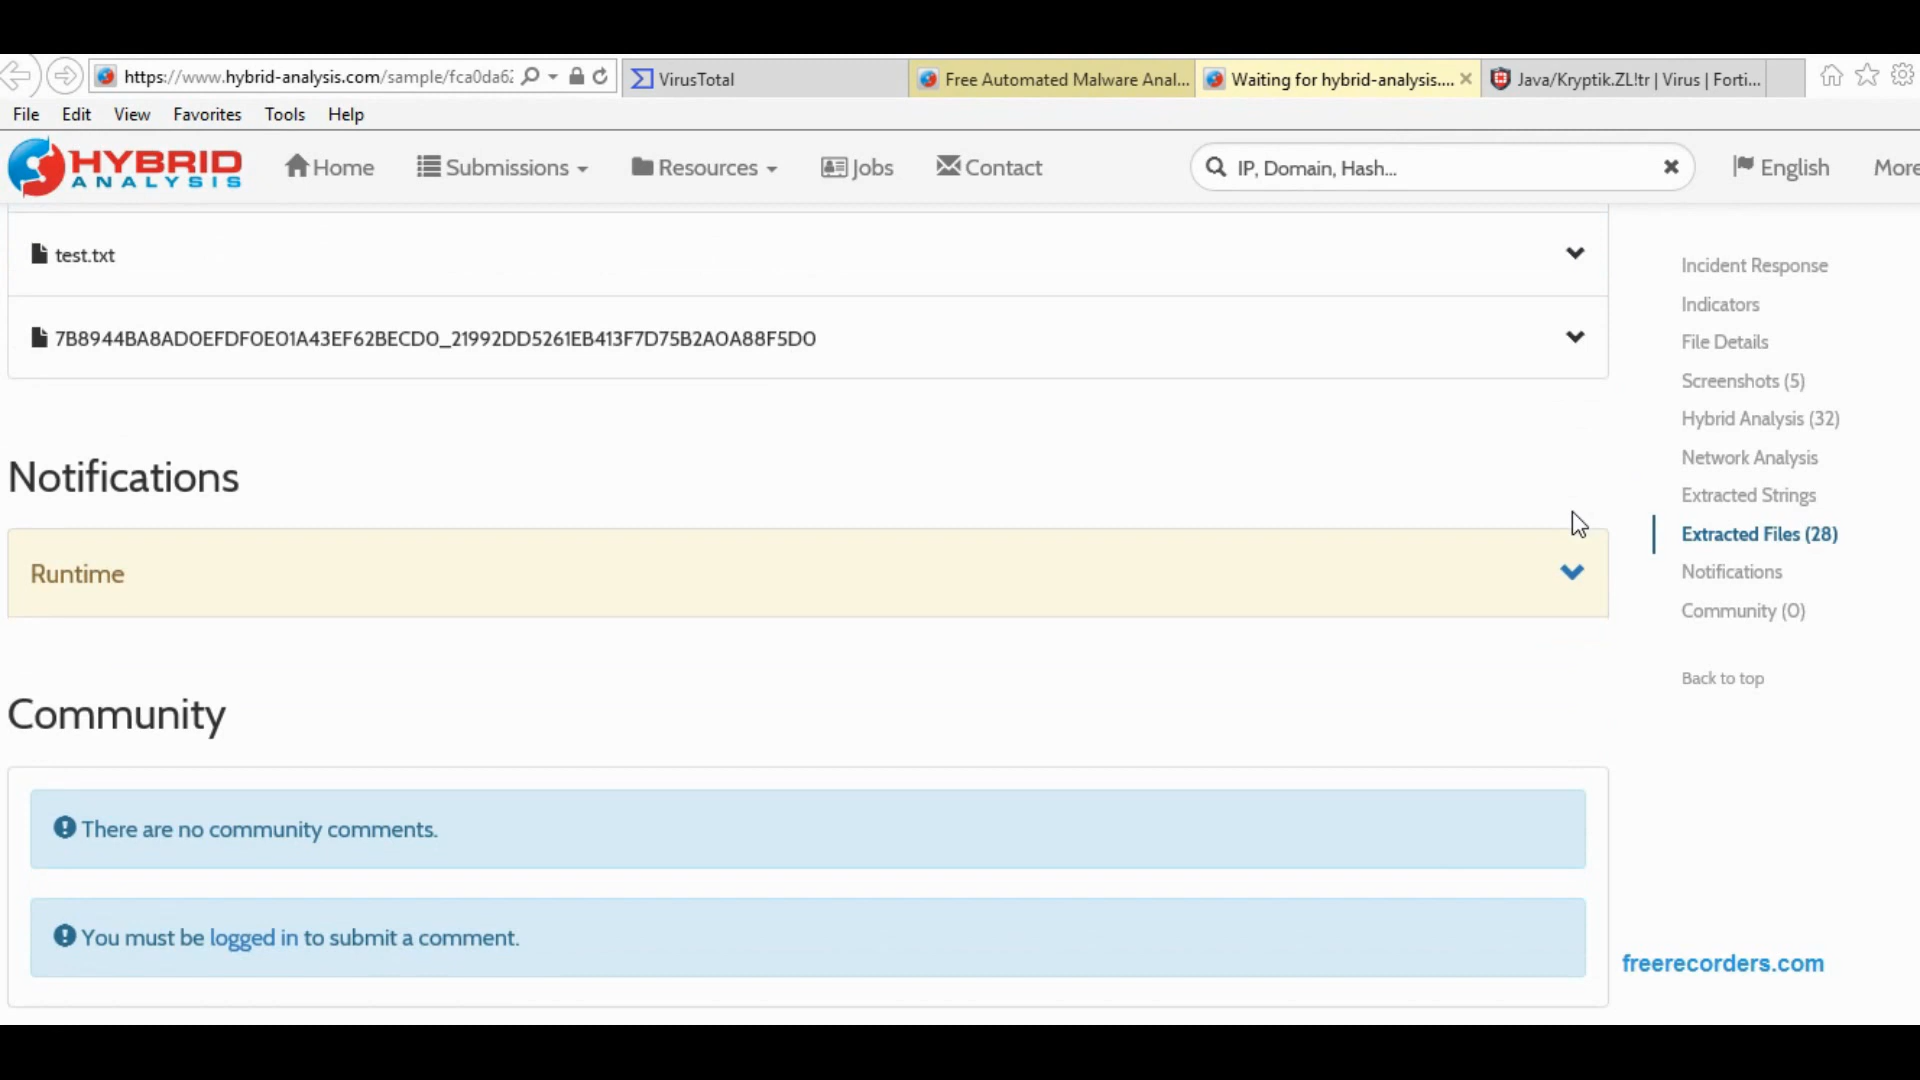 https://www.hybrid-analysis.com/sample/fca0da62
VirusTotal
Free Automated Malware Anal...
Waiting for hybrid-analysis....
Java/Kryptik.ZL!tr | Virus | Forti...
File Edit View Favorites Tools Help
HYBRID
ANALYSIS
Home
Submissions
Resources
Jobs
Contact
IP, Domain, Hash...
English
More
test.txt
7B8944BA8AD0EFDF0E01A43EF62BECD0_21992DD5261EB413F7D75B2A0A88F5D0
Notifications
Runtime
Community
There are no community comments.
You must be logged in to submit a comment.
Incident Response
Indicators
File Details
Screenshots (5)
Hybrid Analysis (32)
Network Analysis
Extracted Strings
Extracted Files (28)
Notifications
Community (0)
Back to top
freerecorders.com